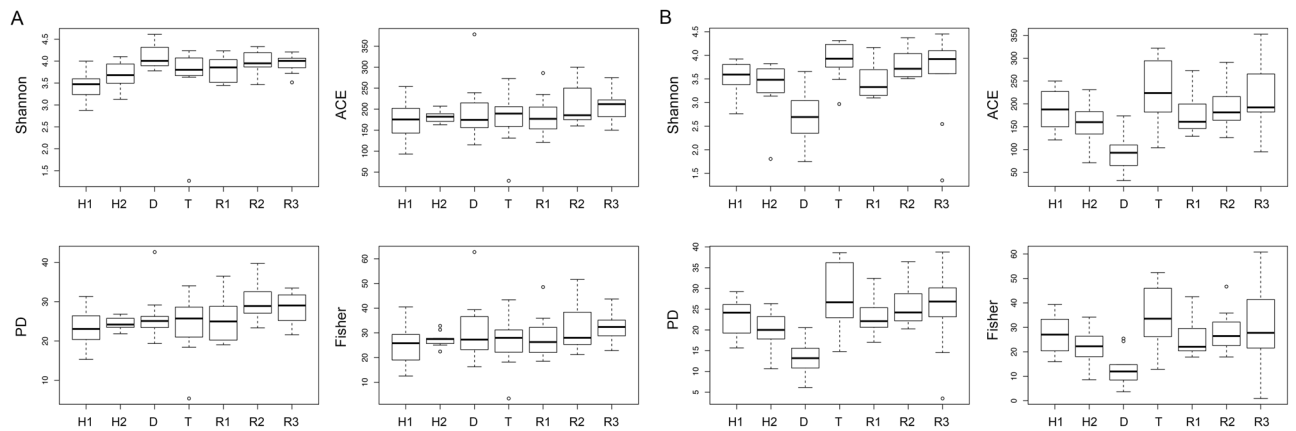 A
B
Shannon
1.5
2.0
2.5
3.0
3.5
4.0
4.5
H1
H2
D
T
R1
R2
R3
ACE
50
100
150
200
250
300
350
H1
H2
D
T
R1
R2
R3
Shannon
1.5
2.0
2.5
3.0
3.5
4.0
4.5
H1
H2
D
T
R1
R2
R3
ACE
50
100
150
200
250
300
350
H1
H2
D
T
R1
R2
R3
PD
10
20
30
40
H1
H2
D
T
R1
R2
R3
Fisher
10
20
30
40
50
60
H1
H2
D
T
R1
R2
R3
PD
5
10
15
20
25
30
35
40
H1
H2
D
T
R1
R2
R3
Fisher
0
10
20
30
40
50
60
H1
H2
D
T
R1
R2
R3